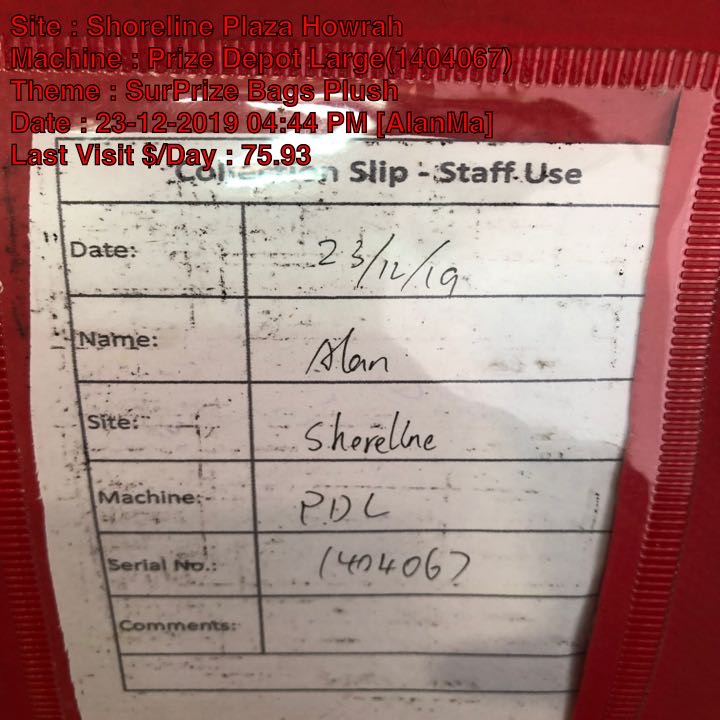 Site : Shoreline Plaza Howrah
Machine : Prize Depot Large(1404067)
Theme : SurPrize Bags Plush
Date : 23-12-2019 04:44 PM [AlanMa]
Last Visit $/Day : 75.93
Collection Slip - Staff Use
Date: 23/12/19
Name: Alan
Site: Shoreline
Machine: PDL
Serial No.: 1404067
Comments: